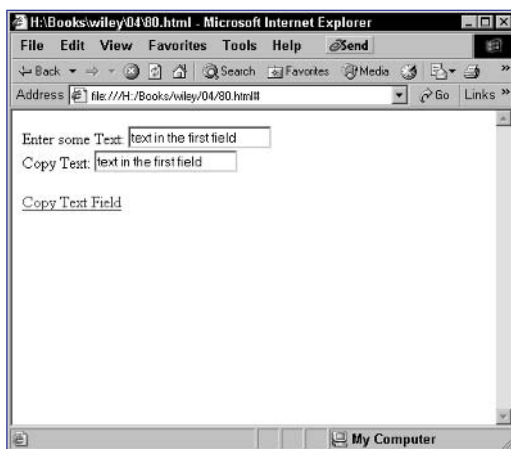 H:\Books\wiley\04\80.html - Microsoft Internet Explorer
File Edit View Favorites Tools Help Send
Back Search Favorites Media »
Address file:///H:/Books/wiley/04/80.html# Go Links »
Enter some Text: text in the first field
Copy Text: text in the first field
Copy Text Field
My Computer